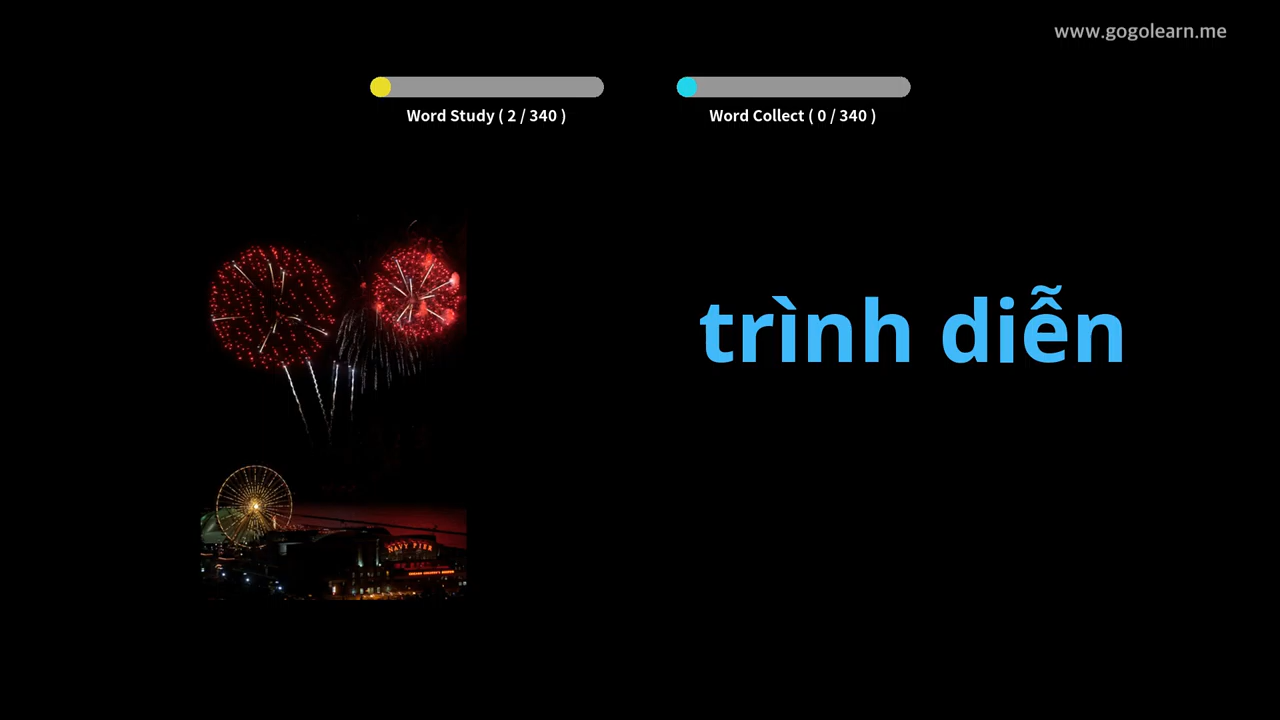 www.gogolearn.me
Word Study ( 2 / 340 )
Word Collect ( 0 / 340 )
trình diễn
NAVY PIER